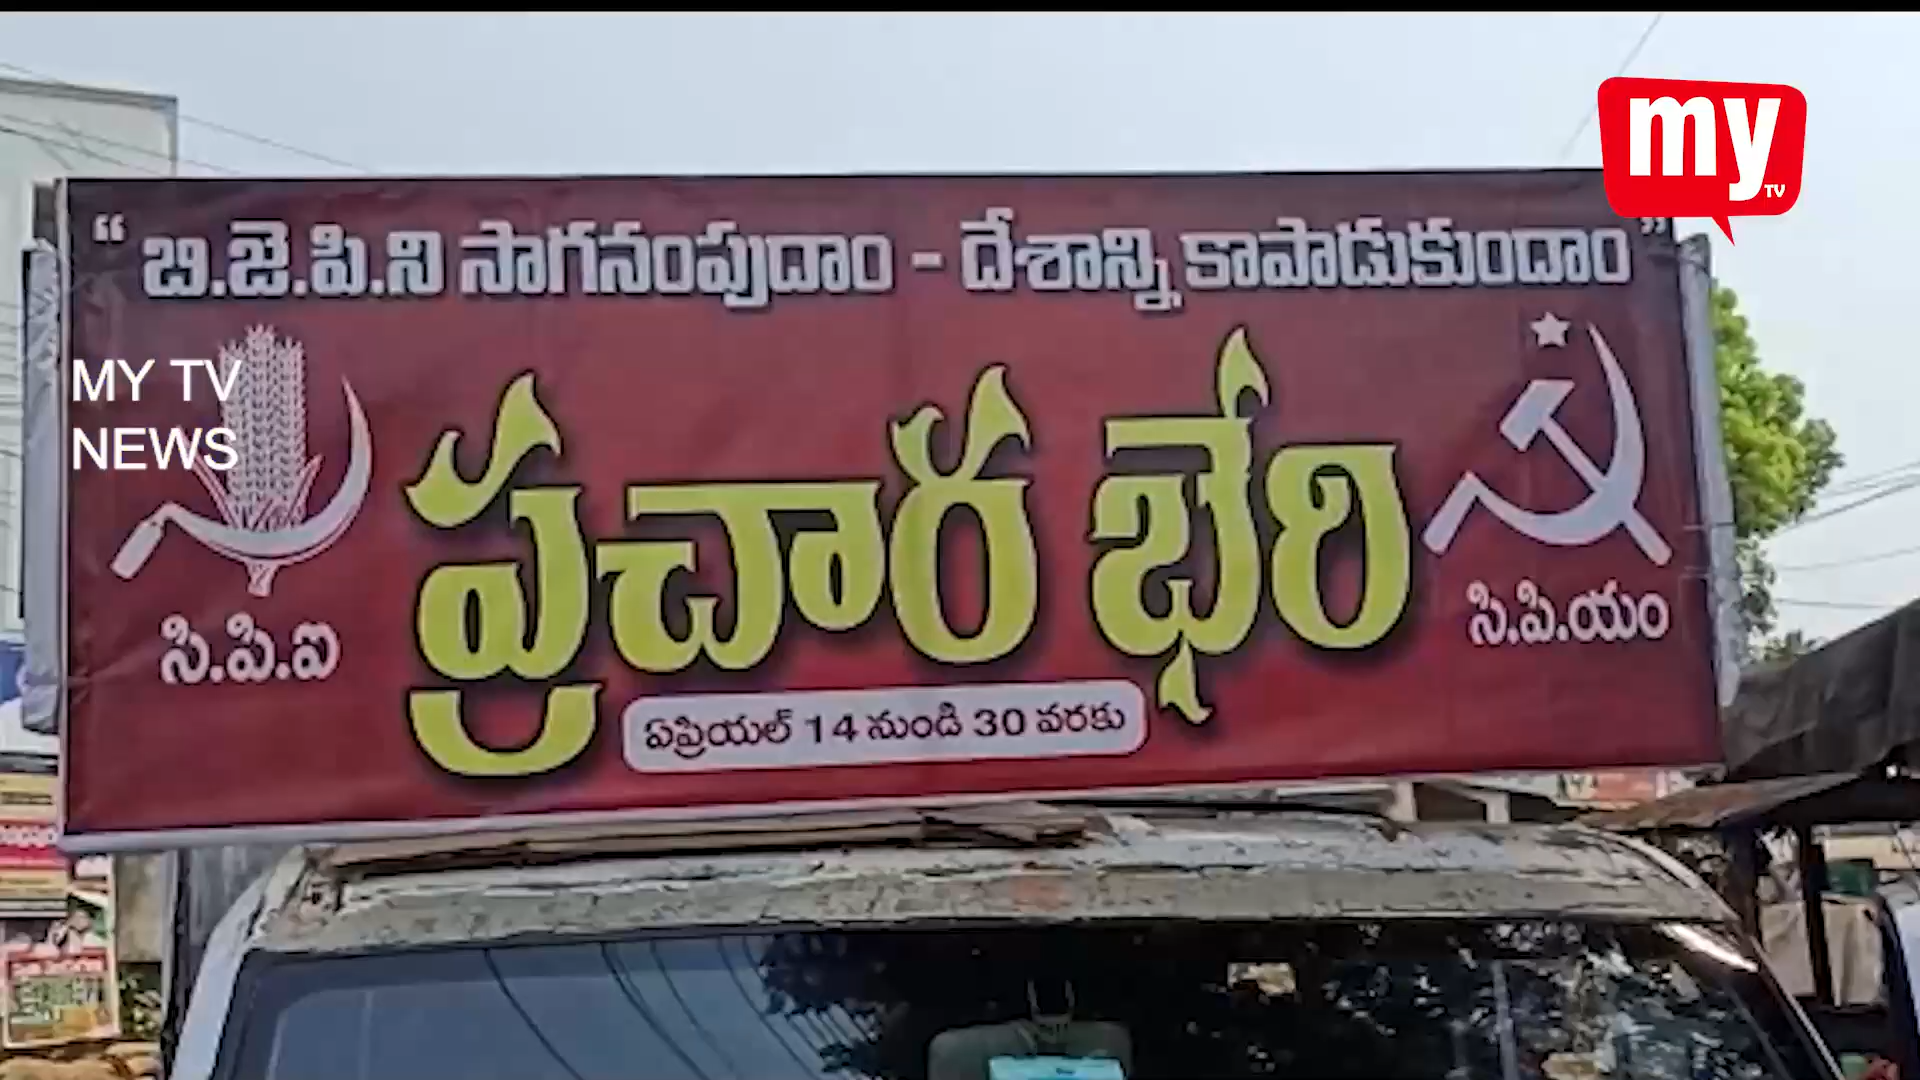 my
TV
“ బి.జె.పి.ని సాగనంపుదాం - దేశాన్ని కాపాడుకుందాం ”
MY TV
NEWS
ప్రచార భేరి
సి.పి.ఐ
సి.పి.యం
ఏప్రియల్ 14 నుండి 30 వరకు